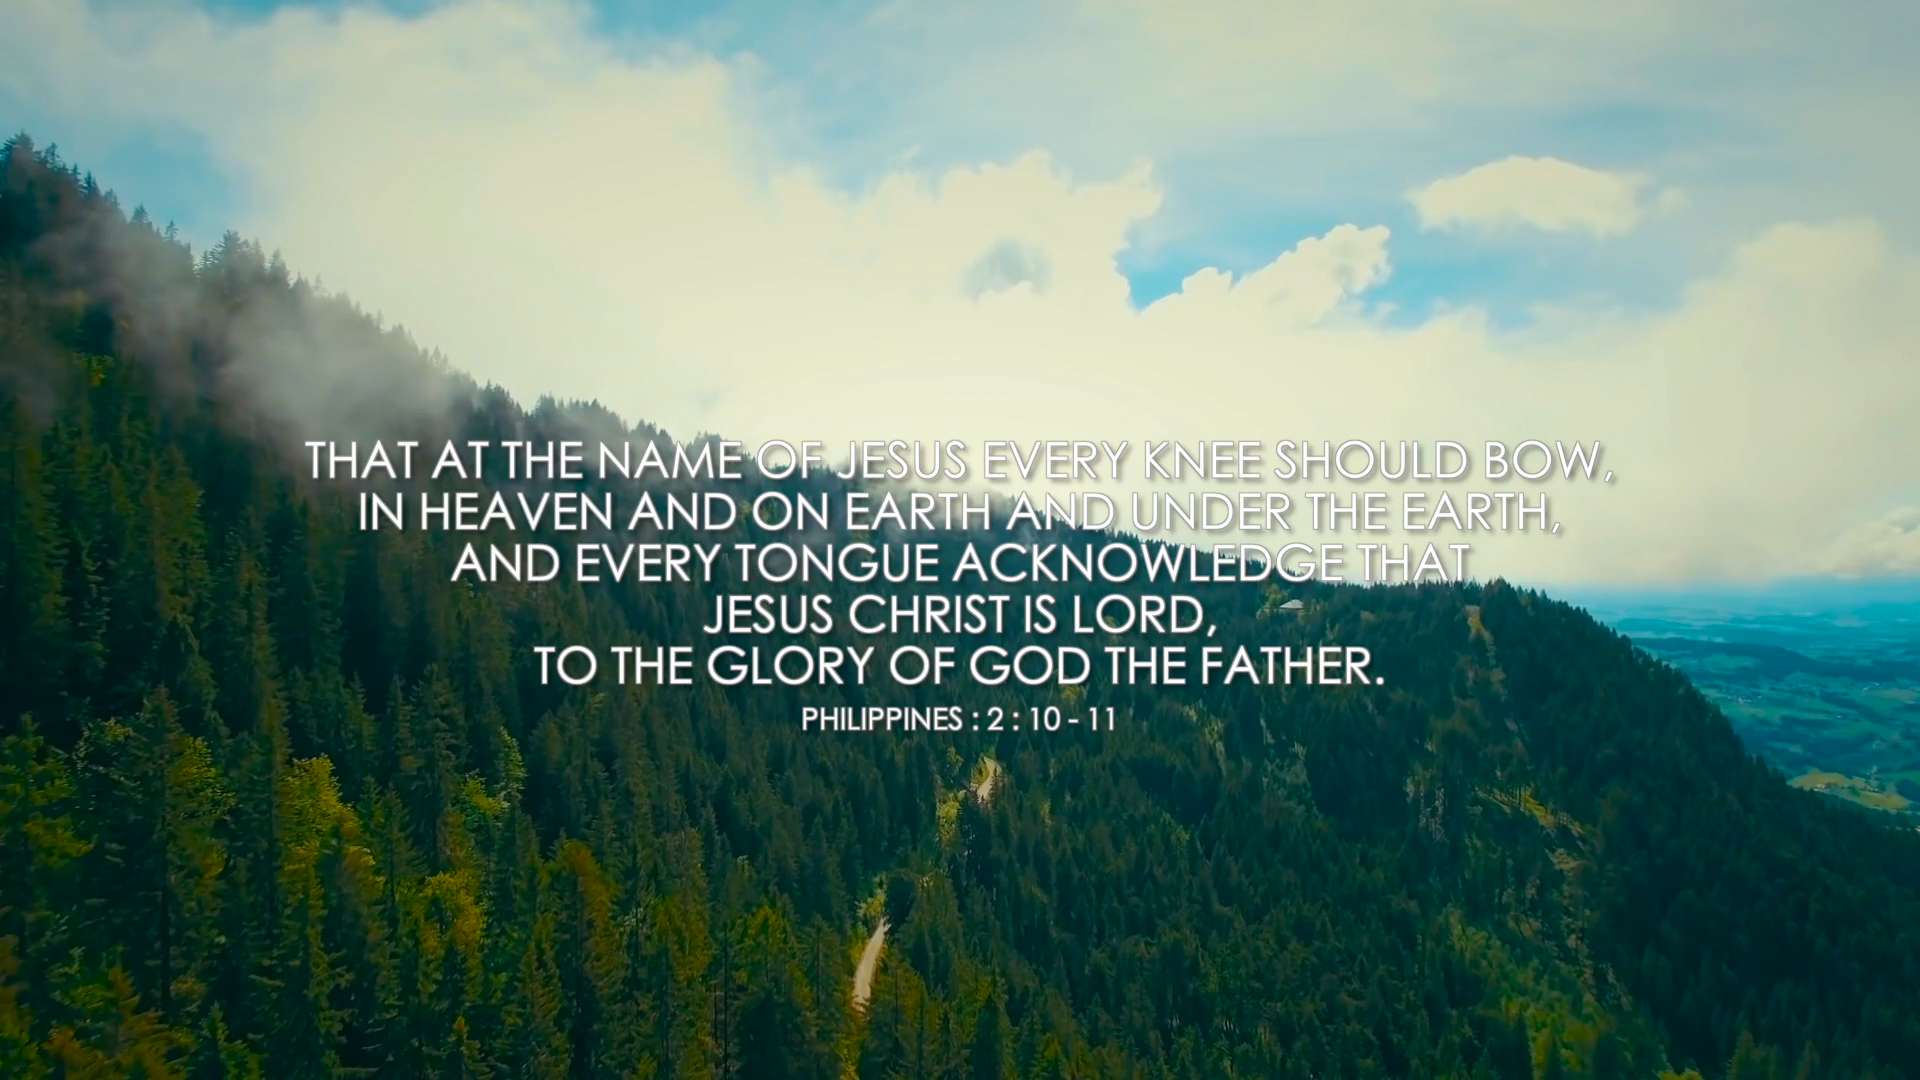 THAT AT THE NAME OF JESUS EVERY KNEE SHOULD BOW,
IN HEAVEN AND ON EARTH AND UNDER THE EARTH,
AND EVERY TONGUE ACKNOWLEDGE THAT
JESUS CHRIST IS LORD,
TO THE GLORY OF GOD THE FATHER.
PHILIPPINES : 2 : 10 - 11